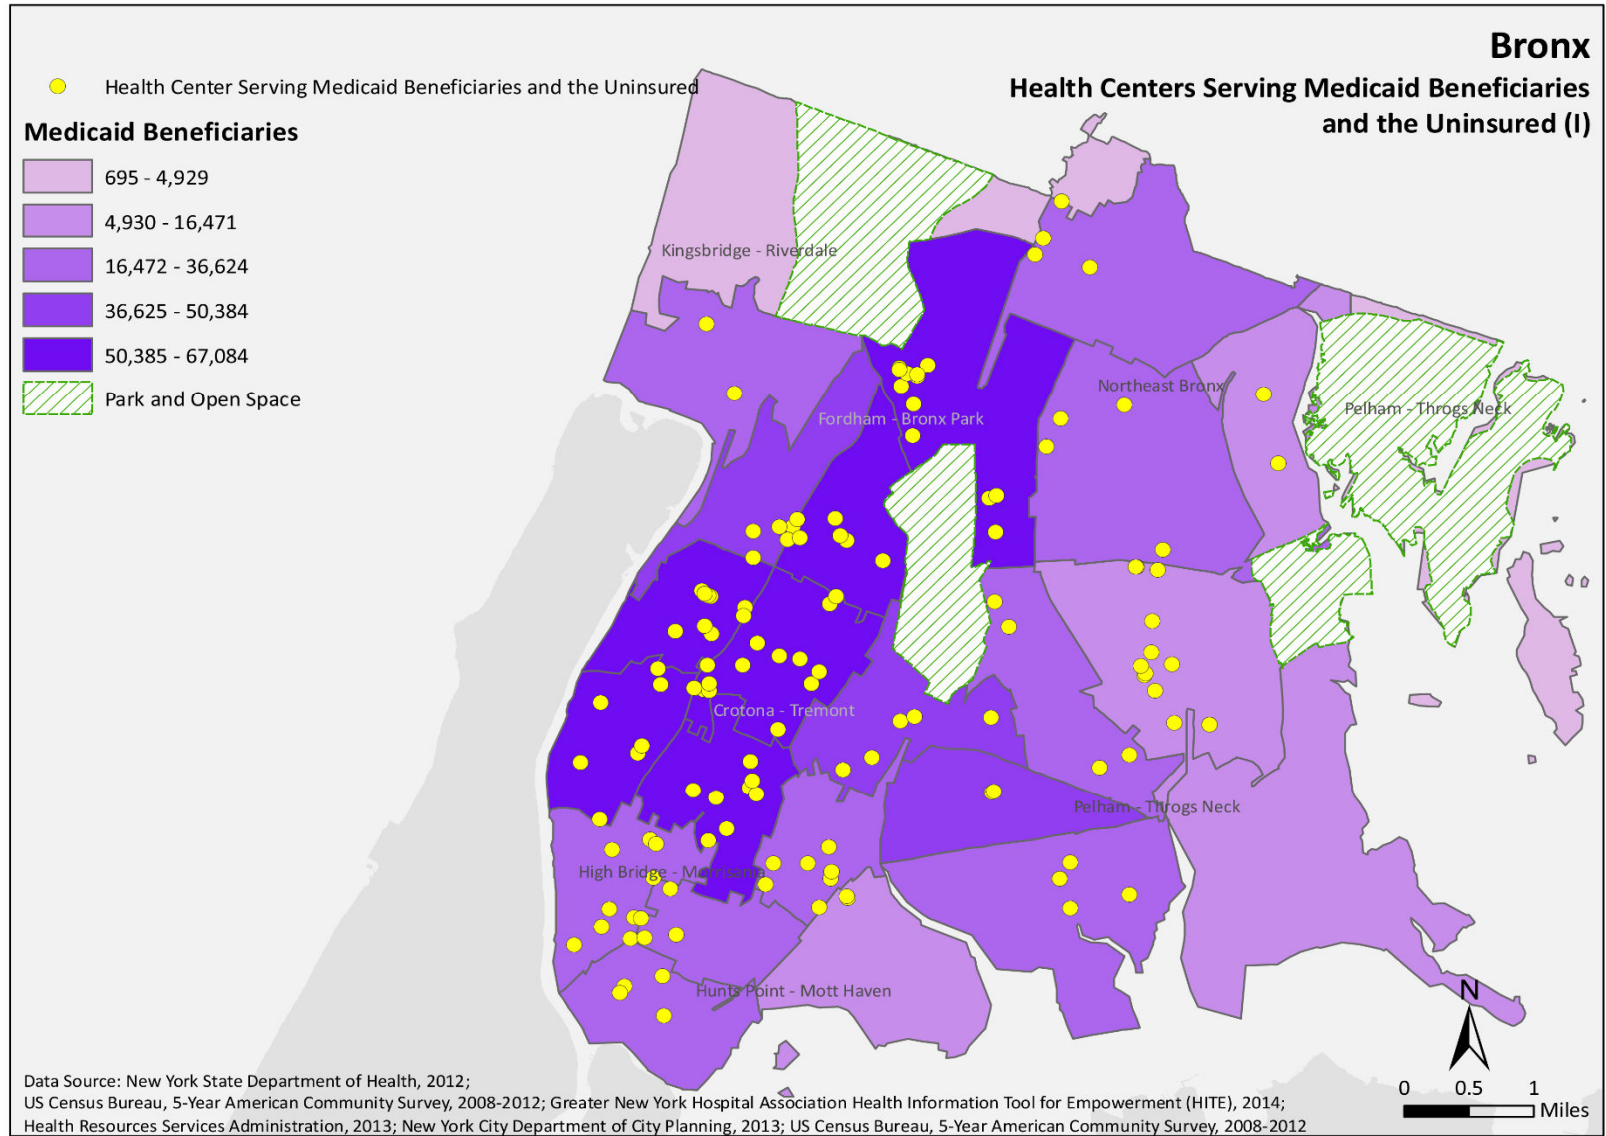 Bronx
Health Centers Serving Medicaid Beneficiaries
and the Uninsured (I)
Health Center Serving Medicaid Beneficiaries and the Uninsured
Medicaid Beneficiaries
695 - 4,929
4,930 - 16,471
16,472 - 36,624
36,625 - 50,384
50,385 - 67,084
Park and Open Space
Kingsbridge - Riverdale
Northeast Bronx
Pelham - Throgs Neck
Fordham - Bronx Park
Crotona - Tremont
Pelham - Throgs Neck
High Bridge - Morrisania
Hunts Point - Mott Haven
N
0 0.5 1
Miles
Data Source: New York State Department of Health, 2012;
US Census Bureau, 5-Year American Community Survey, 2008-2012; Greater New York Hospital Association Health Information Tool for Empowerment (HITE), 2014;
Health Resources Services Administration, 2013; New York City Department of City Planning, 2013; US Census Bureau, 5-Year American Community Survey, 2008-2012